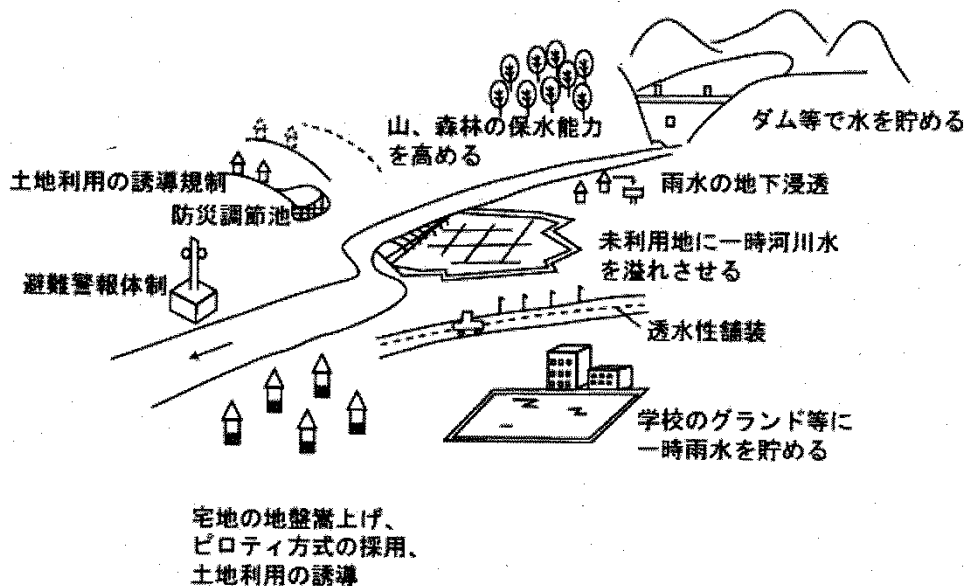 山、森林の保水能力
を高める
ダム等で水を貯める
土地利用の誘導規制
雨水の地下浸透
防災調節池
未利用地に一時河川水
を溢れさせる
避難警報体制
透水性舗装
学校のグランド等に
一時雨水を貯める
宅地の地盤嵩上げ、
ピロティ方式の採用、
土地利用の誘導